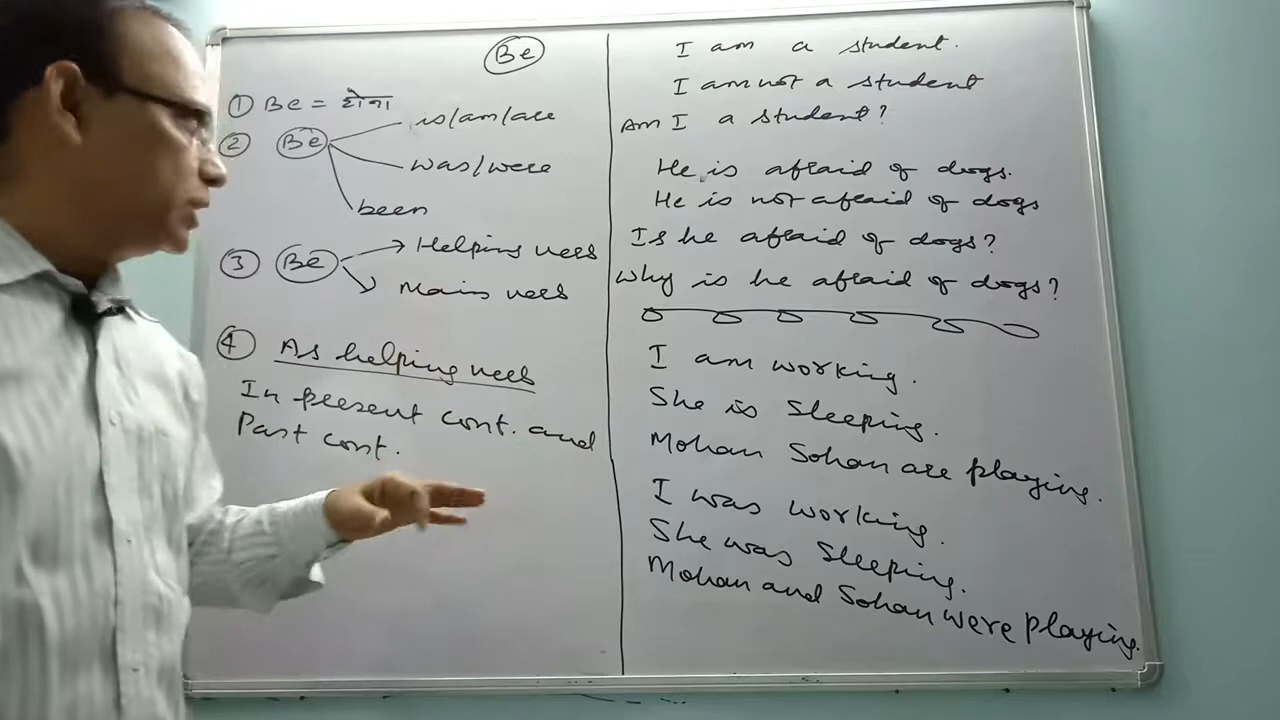 Be
① Be = होना
② Be is/am/are
was/were
been
③ Be Helping verb
Main verb
④ As helping verb
In present cont. and
Past cont.
I am a student.
I am not a student
Am I a student?
He is afraid of dogs.
He is not afraid of dogs
Is he afraid of dogs?
Why is he afraid of dogs?
I am working.
She is sleeping.
Mohan Sohan are playing.
I was working.
She was sleeping.
Mohan and Sohan were playing.